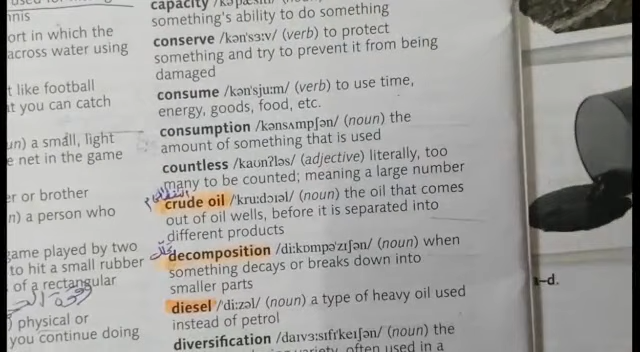 nnis
ort in which the
across water using
t like football
t you can catch
un) a small, light
e net in the game
er or brother
n) a person who
game played by two
to hit a small rubber
of a rectangular
) physical or
you continue doing
capacity
something's ability to do something
conserve /kən'sɜːv/ (verb) to protect
something and try to prevent it from being
damaged
consume /kən'sjuːm/ (verb) to use time,
energy, goods, food, etc.
consumption /kənsʌmpʃən/ (noun) the
amount of something that is used
countless /kaʊnʔləs/ (adjective) literally, too
many to be counted; meaning a large number
crude oil /'kruːdɔɪəl/ (noun) the oil that comes
out of oil wells, before it is separated into
different products
decomposition /diːkɒmpə'zɪʃən/ (noun) when
something decays or breaks down into
smaller parts
diesel /diːzəl/ (noun) a type of heavy oil used
instead of petrol
diversification /daɪvɜːsɪfɪkeɪʃən/ (noun) the
variety, often used in a
–d.